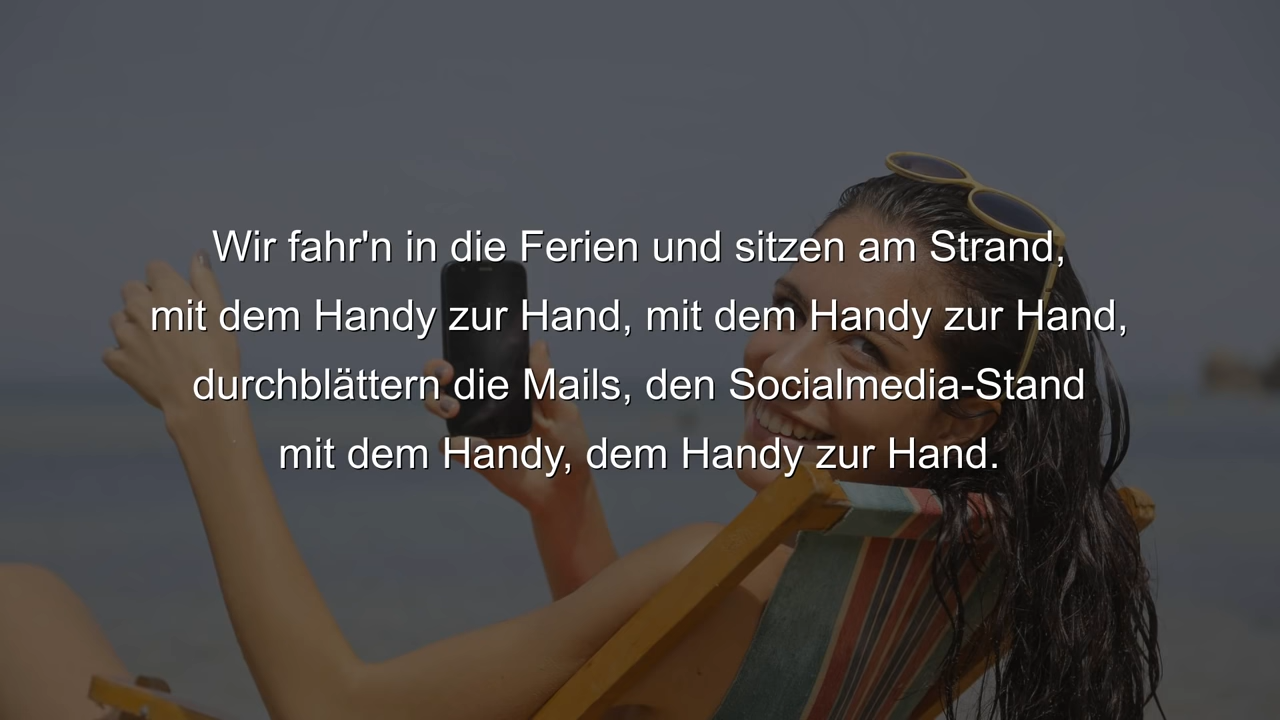 Wir fahr'n in die Ferien und sitzen am Strand,
mit dem Handy zur Hand, mit dem Handy zur Hand,
durchblättern die Mails, den Socialmedia-Stand
mit dem Handy, dem Handy zur Hand.